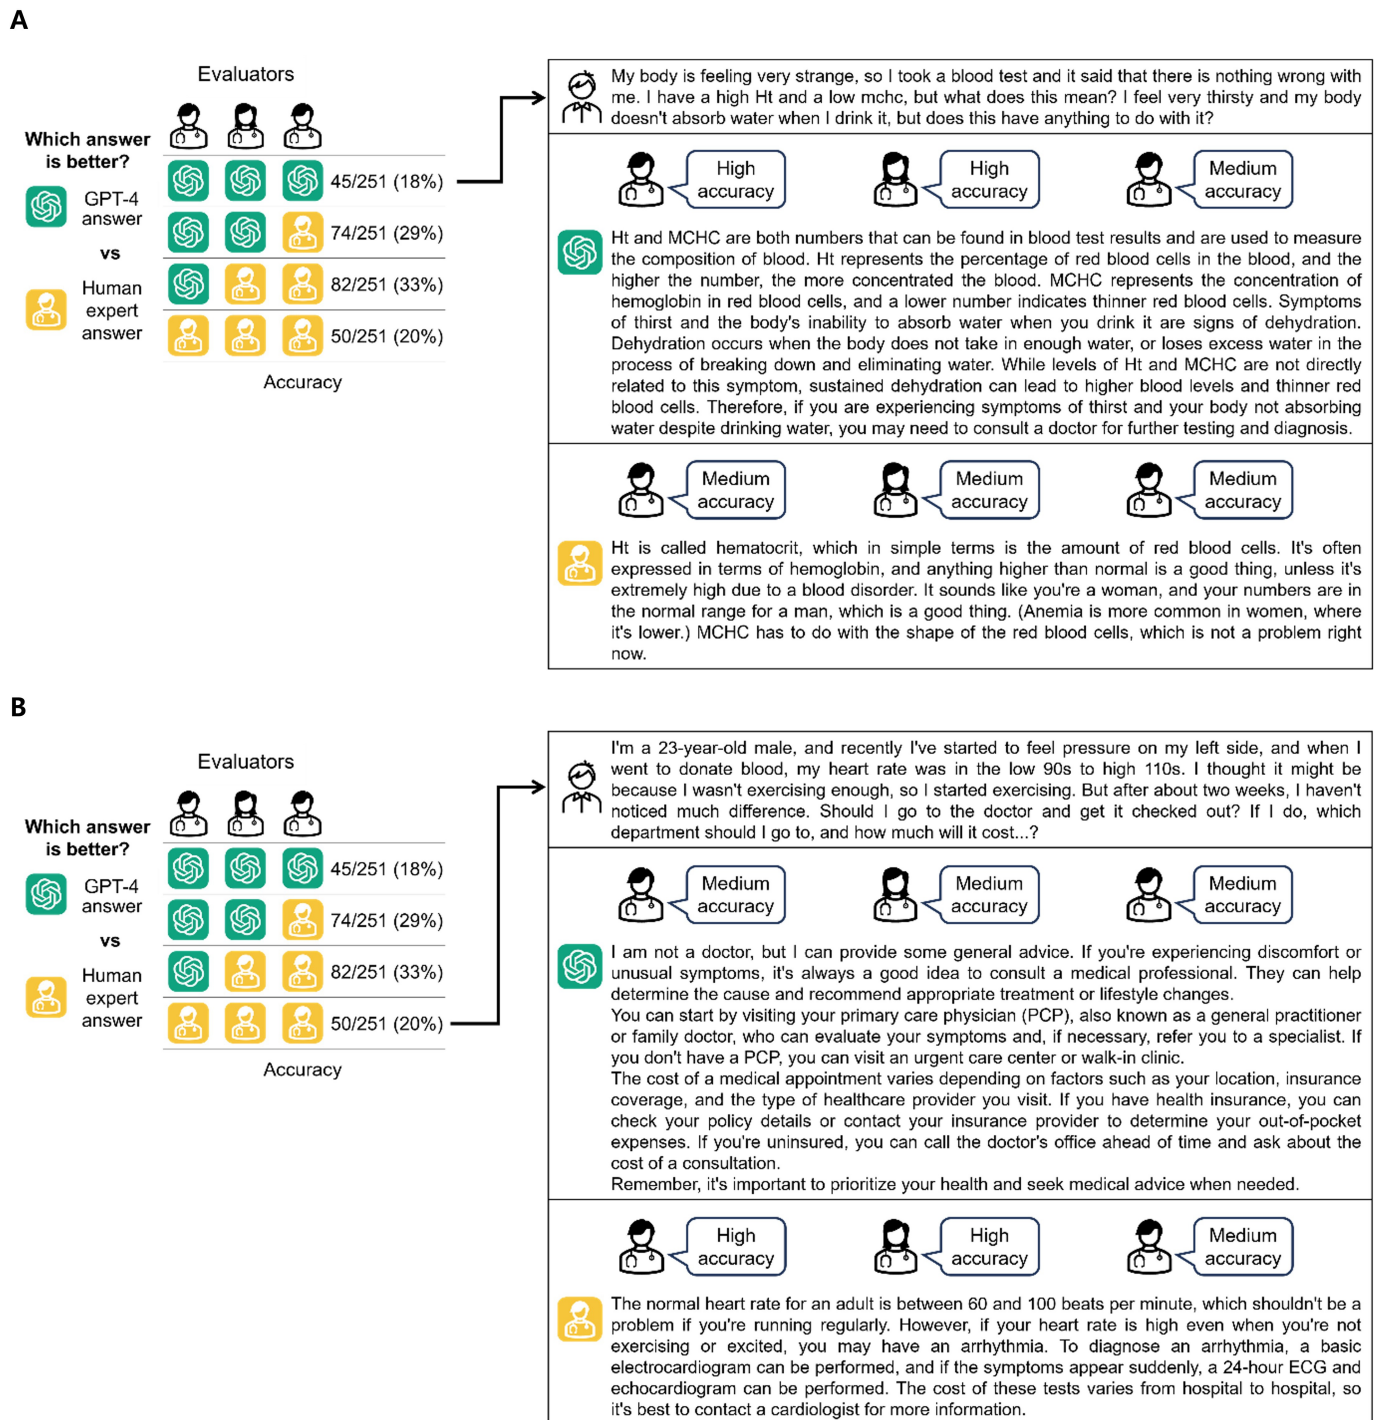 A
Evaluators
Which answer
is better?
GPT-4
answer
vs
Human
expert
answer
45/251 (18%)
74/251 (29%)
82/251 (33%)
50/251 (20%)
Accuracy
My body is feeling very strange, so I took a blood test and it said that there is nothing wrong with
me. I have a high Ht and a low mchc, but what does this mean? I feel very thirsty and my body
doesn't absorb water when I drink it, but does this have anything to do with it?
High
accuracy
High
accuracy
Medium
accuracy
Ht and MCHC are both numbers that can be found in blood test results and are used to measure
the composition of blood. Ht represents the percentage of red blood cells in the blood, and the
higher the number, the more concentrated the blood. MCHC represents the concentration of
hemoglobin in red blood cells, and a lower number indicates thinner red blood cells. Symptoms
of thirst and the body's inability to absorb water when you drink it are signs of dehydration.
Dehydration occurs when the body does not take in enough water, or loses excess water in the
process of breaking down and eliminating water. While levels of Ht and MCHC are not directly
related to this symptom, sustained dehydration can lead to higher blood levels and thinner red
blood cells. Therefore, if you are experiencing symptoms of thirst and your body not absorbing
water despite drinking water, you may need to consult a doctor for further testing and diagnosis.
Medium
accuracy
Medium
accuracy
Medium
accuracy
Ht is called hematocrit, which in simple terms is the amount of red blood cells. It's often
expressed in terms of hemoglobin, and anything higher than normal is a good thing, unless it's
extremely high due to a blood disorder. It sounds like you're a woman, and your numbers are in
the normal range for a man, which is a good thing. (Anemia is more common in women, where
it's lower.) MCHC has to do with the shape of the red blood cells, which is not a problem right
now.
B
Evaluators
Which answer
is better?
GPT-4
answer
vs
Human
expert
answer
45/251 (18%)
74/251 (29%)
82/251 (33%)
50/251 (20%)
Accuracy
I'm a 23-year-old male, and recently I've started to feel pressure on my left side, and when I
went to donate blood, my heart rate was in the low 90s to high 110s. I thought it might be
because I wasn't exercising enough, so I started exercising. But after about two weeks, I haven't
noticed much difference. Should I go to the doctor and get it checked out? If I do, which
department should I go to, and how much will it cost...?
Medium
accuracy
Medium
accuracy
Medium
accuracy
I am not a doctor, but I can provide some general advice. If you're experiencing discomfort or
unusual symptoms, it's always a good idea to consult a medical professional. They can help
determine the cause and recommend appropriate treatment or lifestyle changes.
You can start by visiting your primary care physician (PCP), also known as a general practitioner
or family doctor, who can evaluate your symptoms and, if necessary, refer you to a specialist. If
you don't have a PCP, you can visit an urgent care center or walk-in clinic.
The cost of a medical appointment varies depending on factors such as your location, insurance
coverage, and the type of healthcare provider you visit. If you have health insurance, you can
check your policy details or contact your insurance provider to determine your out-of-pocket
expenses. If you're uninsured, you can call the doctor's office ahead of time and ask about the
cost of a consultation.
Remember, it's important to prioritize your health and seek medical advice when needed.
High
accuracy
High
accuracy
Medium
accuracy
The normal heart rate for an adult is between 60 and 100 beats per minute, which shouldn't be a
problem if you're running regularly. However, if your heart rate is high even when you're not
exercising or excited, you may have an arrhythmia. To diagnose an arrhythmia, a basic
electrocardiogram can be performed, and if the symptoms appear suddenly, a 24-hour ECG and
echocardiogram can be performed. The cost of these tests varies from hospital to hospital, so
it's best to contact a cardiologist for more information.